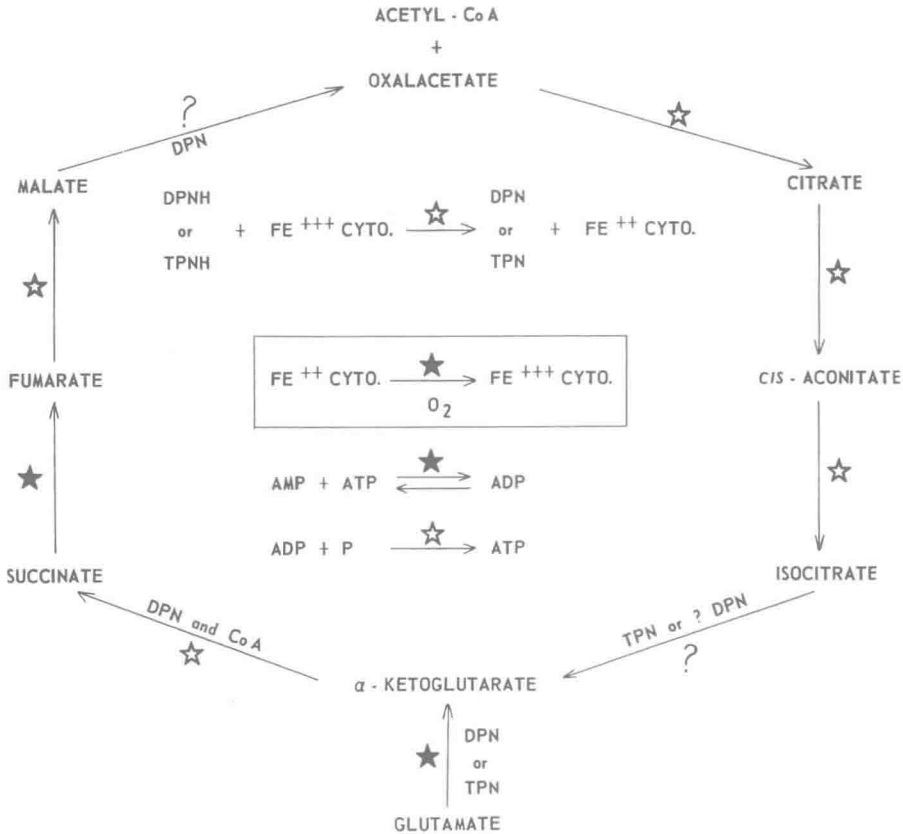 ACETYL - CoA
+
OXALACETATE
?
DPN
MALATE
CITRATE
DPNH
or
TPNH
+ FE +++ CYTO.
DPN
or
TPN
+ FE ++ CYTO.
FUMARATE
FE ++ CYTO.
O2
FE +++ CYTO.
CIS - ACONITATE
AMP + ATP
ADP
ADP + P
ATP
SUCCINATE
ISOCITRATE
DPN and CoA
TPN or ? DPN
?
α - KETOGLUTARATE
DPN
or
TPN
GLUTAMATE